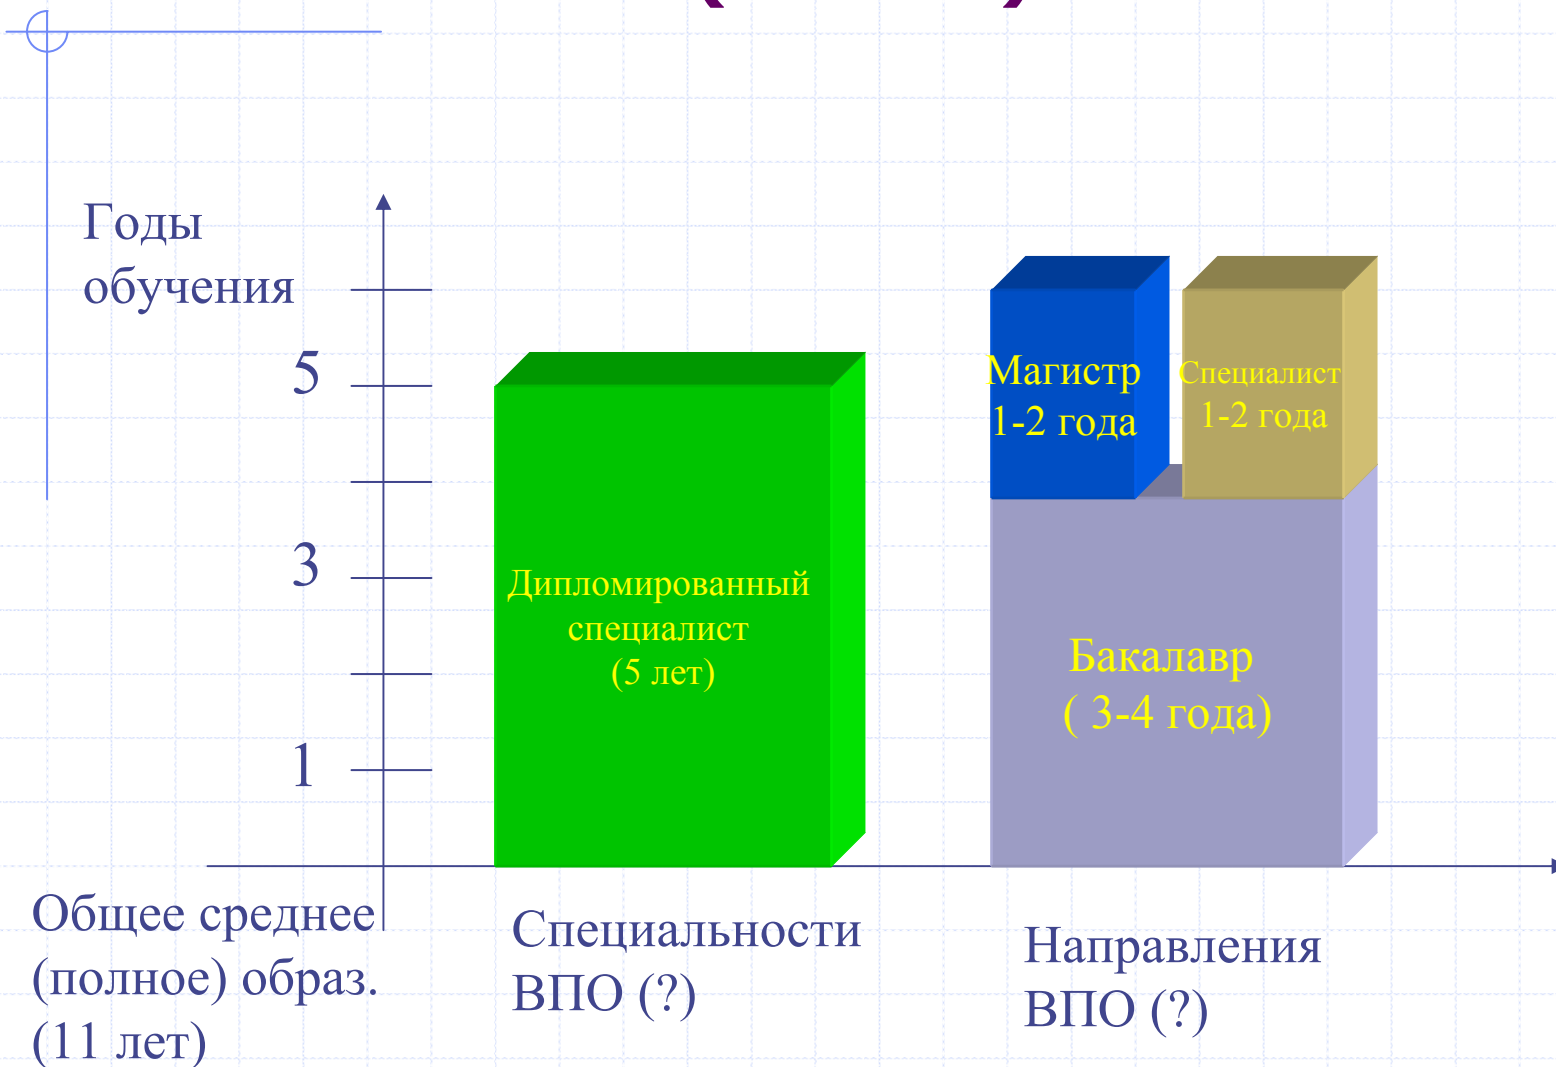 Годы
обучения
5
3
1
Дипломированный
специалист
(5 лет)
Магистр
1-2 года
Специалист
1-2 года
Бакалавр
( 3-4 года)
Общее среднее
(полное) образ.
(11 лет)
Специальности
ВПО (?)
Направления
ВПО (?)